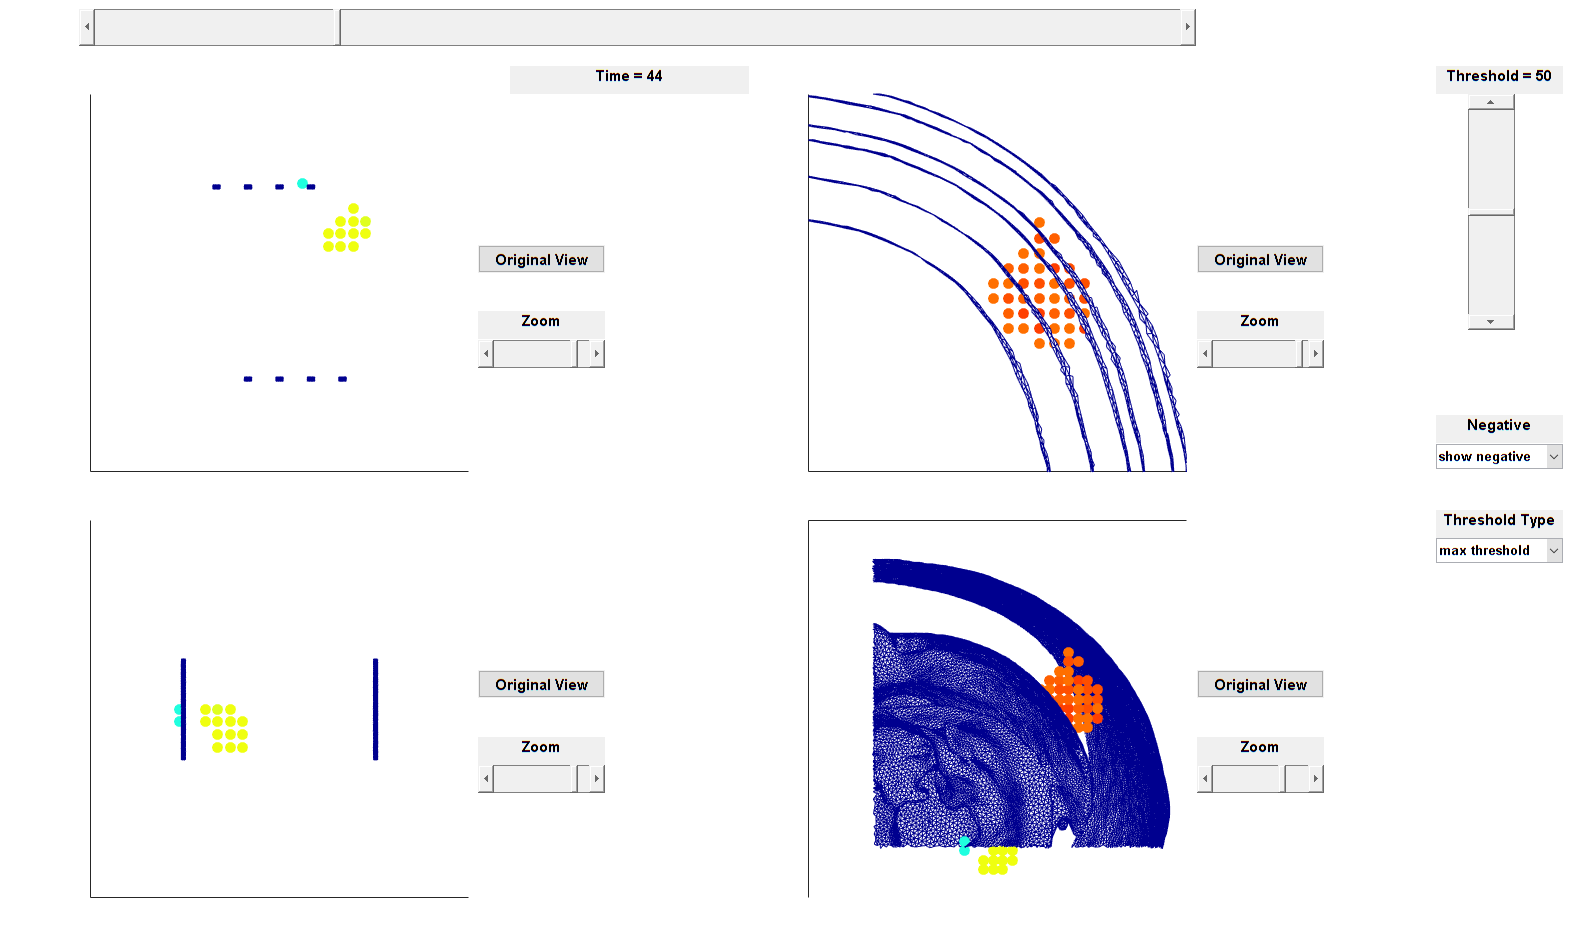 Time = 44
Threshold = 50
Original View
Original View
Zoom
Zoom
Negative
show negative
Threshold Type
max threshold
Original View
Original View
Zoom
Zoom